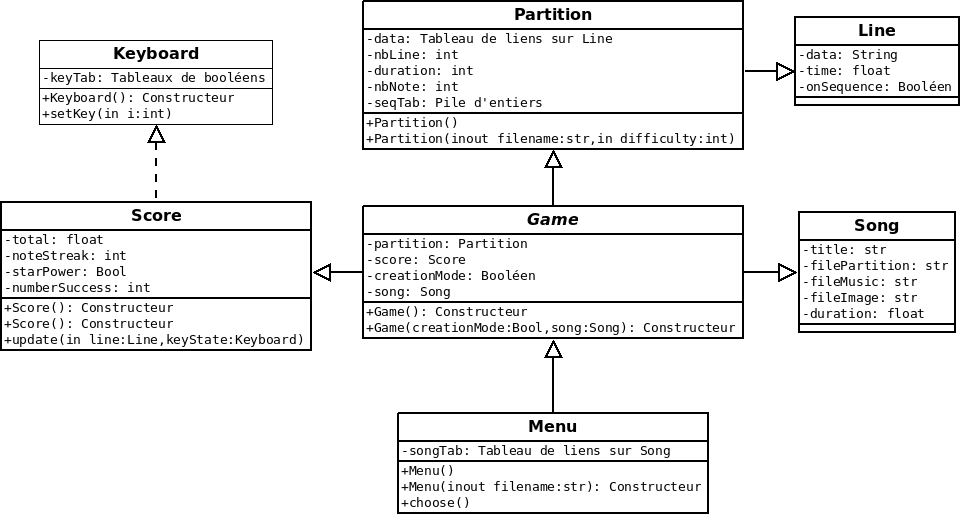 Keyboard
-keyTab: Tableaux de booléens
+Keyboard(): Constructeur
+setKey(in i:int)
Partition
-data: Tableau de liens sur Line
-nbLine: int
-duration: int
-nbNote: int
-seqTab: Pile d'entiers
+Partition()
+Partition(inout filename:str,in difficulty:int)
Line
-data: String
-time: float
-onSequence: Booléen
Score
-total: float
-noteStreak: int
-starPower: Bool
-numberSuccess: int
+Score(): Constructeur
+Score(): Constructeur
+update(in line:Line,keyState:Keyboard)
Game
-partition: Partition
-score: Score
-creationMode: Booléen
-song: Song
+Game(): Constructeur
+Game(creationMode:Bool,song:Song): Constructeur
Song
-title: str
-filePartition: str
-fileMusic: str
-fileImage: str
-duration: float
Menu
-songTab: Tableau de liens sur Song
+Menu()
+Menu(inout filename:str): Constructeur
+choose()